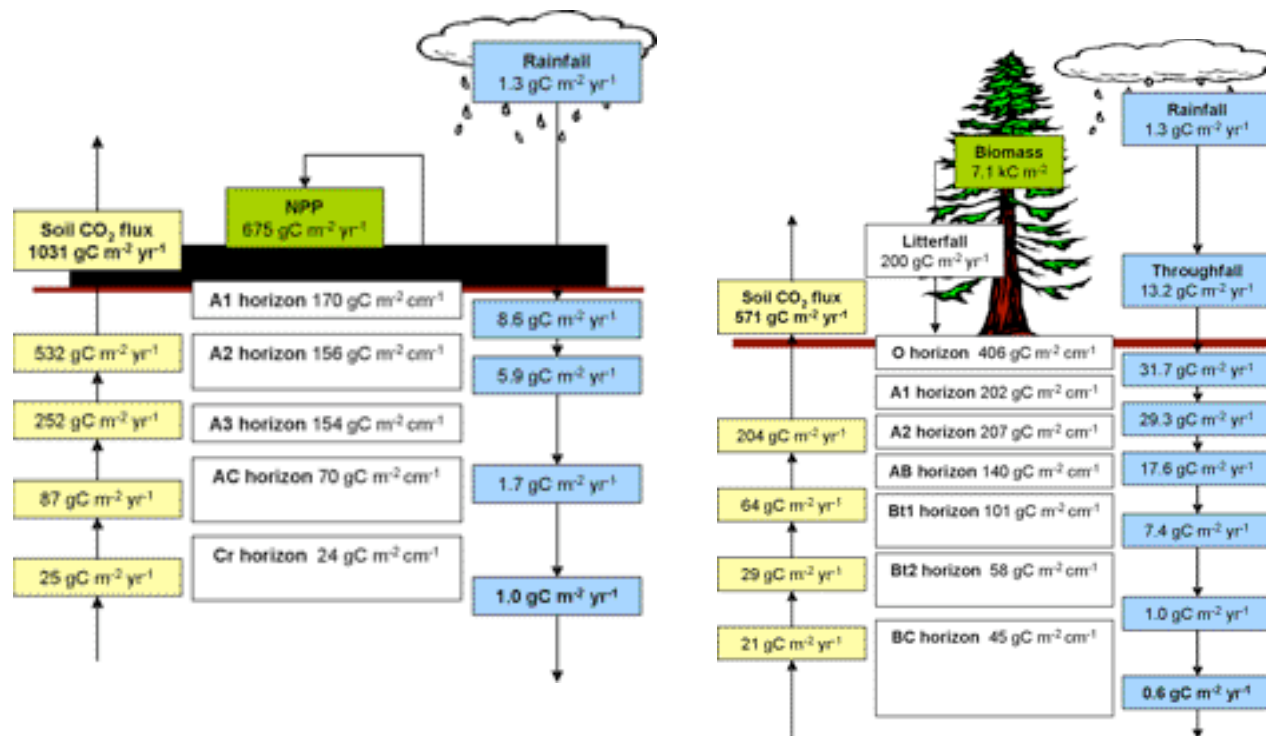 Rainfall
1.3 gC m-2 yr-1
NPP
675 gC m-2 yr-1
Soil CO2 flux
1031 gC m-2 yr-1
A1 horizon 170 gC m-2 cm-1
8.6 gC m-2 yr-1
532 gC m-2 yr-1
A2 horizon 156 gC m-2 cm-1
5.9 gC m-2 yr-1
252 gC m-2 yr-1
A3 horizon 154 gC m-2 cm-1
87 gC m-2 yr-1
AC horizon 70 gC m-2 cm-1
1.7 gC m-2 yr-1
25 gC m-2 yr-1
Cr horizon 24 gC m-2 cm-1
1.0 gC m-2 yr-1
Rainfall
1.3 gC m-2 yr-1
Biomass
7.1 kC m-2
Litterfall
200 gC m-2 yr-1
Throughfall
13.2 gC m-2 yr-1
Soil CO2 flux
571 gC m-2 yr-1
O horizon 406 gC m-2 cm-1
31.7 gC m-2 yr-1
A1 horizon 202 gC m-2 cm-1
29.3 gC m-2 yr-1
204 gC m-2 yr-1
A2 horizon 207 gC m-2 cm-1
AB horizon 140 gC m-2 cm-1
17.6 gC m-2 yr-1
64 gC m-2 yr-1
Bt1 horizon 101 gC m-2 cm-1
7.4 gC m-2 yr-1
29 gC m-2 yr-1
Bt2 horizon 58 gC m-2 cm-1
1.0 gC m-2 yr-1
21 gC m-2 yr-1
BC horizon 45 gC m-2 cm-1
0.6 gC m-2 yr-1